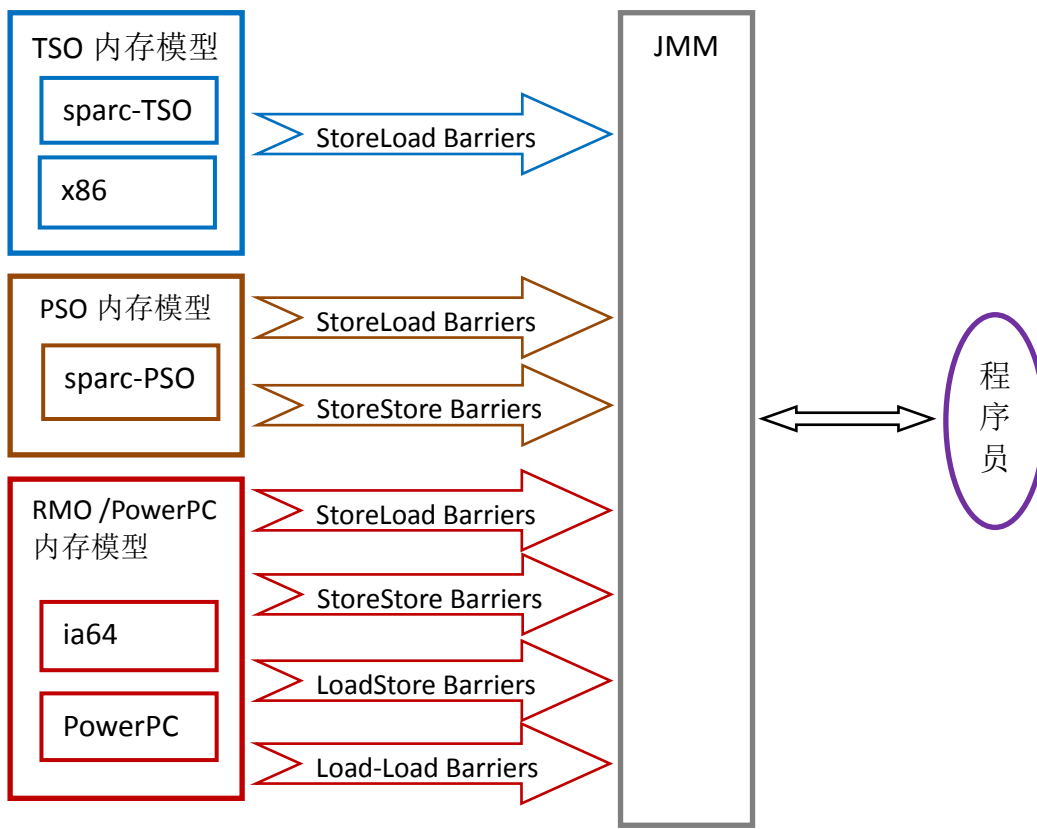 TSO 内存模型
sparc-TSO
x86
StoreLoad Barriers
PSO 内存模型
sparc-PSO
StoreLoad Barriers
StoreStore Barriers
RMO /PowerPC
内存模型
ia64
PowerPC
StoreLoad Barriers
StoreStore Barriers
LoadStore Barriers
Load-Load Barriers
JMM
程
序
员